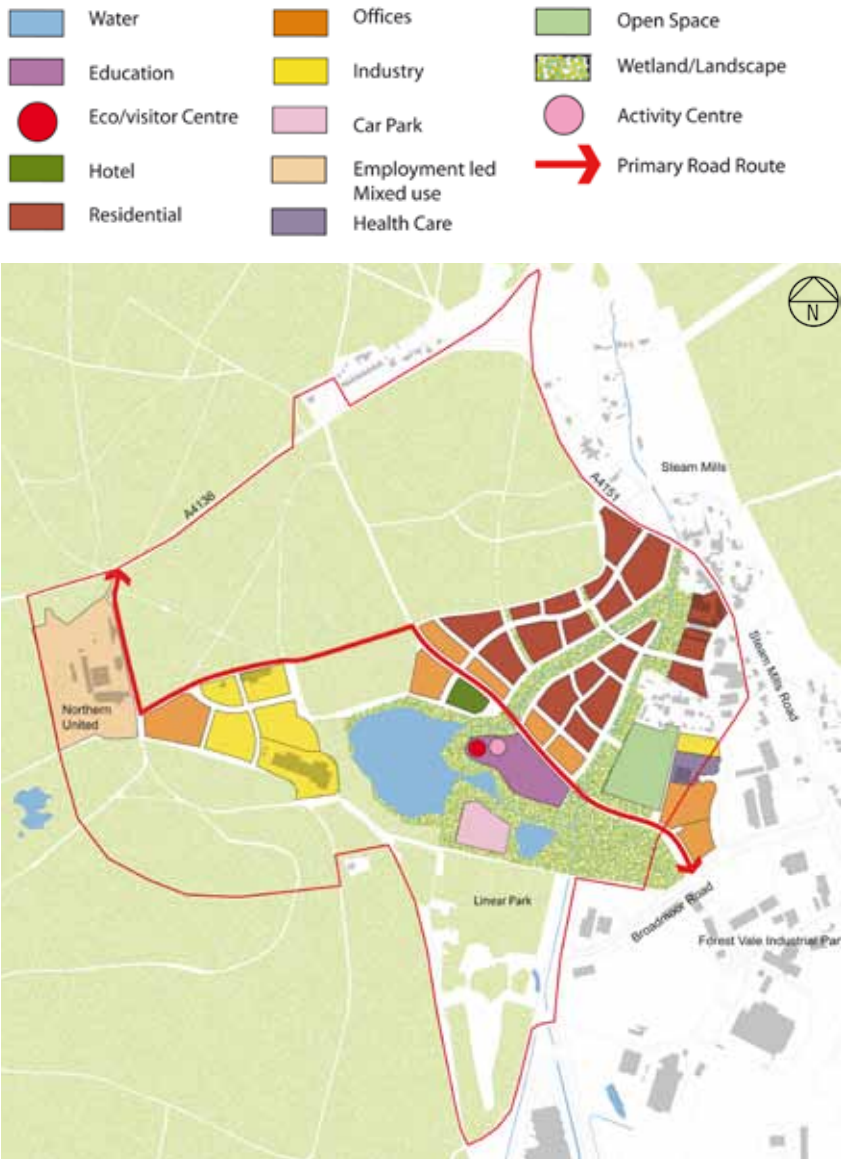 Water
Education
Eco/visitor Centre
Hotel
Residential
Offices
Industry
Car Park
Employment led
Mixed use
Health Care
Open Space
Wetland/Landscape
Activity Centre
Primary Road Route
N
Steam Mills
A4151
A4136
Steam Mills Road
Northern
United
Linear Park
Broadmoor Road
Forest Vale Industrial Par